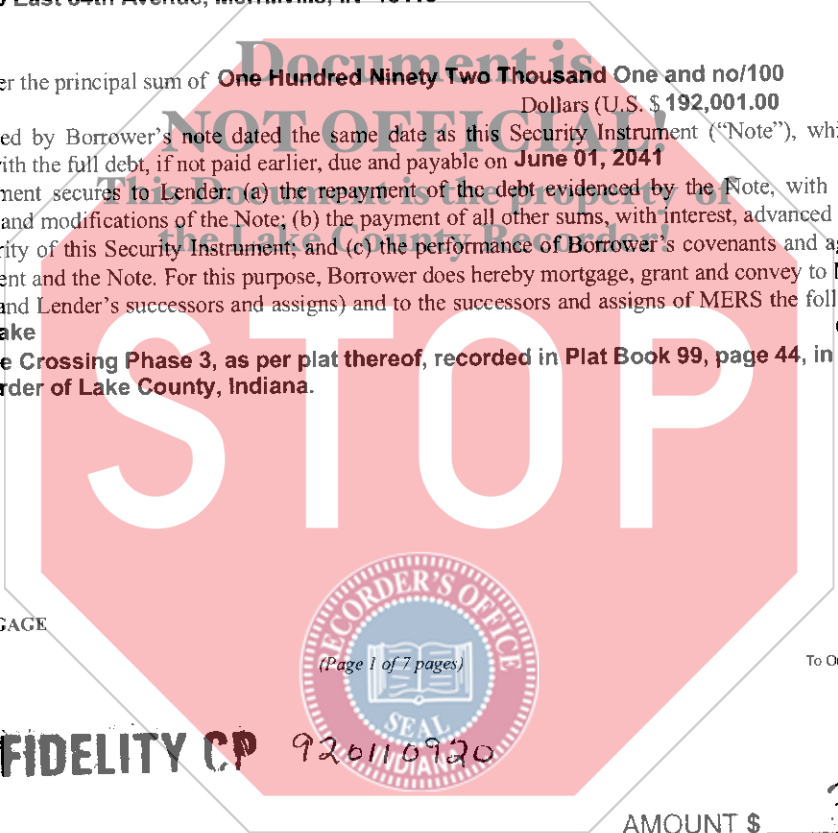 East 84th Avenue, Merrillville, IN
Document is
er the principal sum of One Hundred Ninety Two Thousand One and no/100
Dollars (U.S. $ 192,001.00
NOT OFFICIAL!
ed by Borrower's note dated the same date as this Security Instrument ("Note"), whi
ith the full debt, if not paid earlier, due and payable on June 01, 2041
This Document is the property of
ment secures to Lender: (a) the repayment of the debt evidenced by the Note, with
and modifications of the Note; (b) the payment of all other sums, with interest, advanced
the Lake County Recorder!
rity of this Security Instrument; and (c) the performance of Borrower's covenants and a
ent and the Note. For this purpose, Borrower does hereby mortgage, grant and convey to
and Lender's successors and assigns) and to the successors and assigns of MERS the foll
ake
e Crossing Phase 3, as per plat thereof, recorded in Plat Book 99, page 44, in
rder of Lake County, Indiana.
STOP
GAGE
RECORDER'S OFFICE
(Page 1 of 7 pages)
To O
SEAL
INDIANA
FIDELITY CP 920110920
AMOUNT $